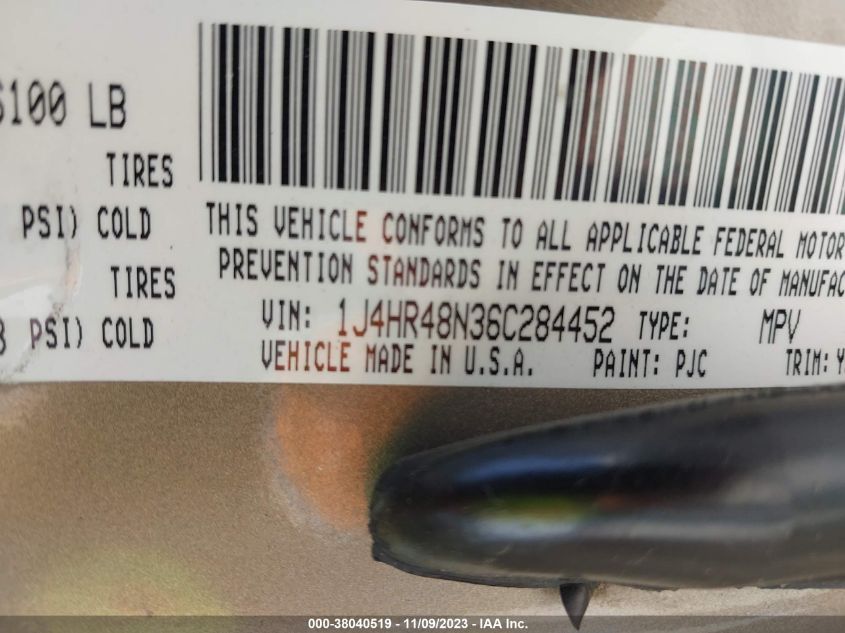 6100 LB
TIRES
PSI) COLD
TIRES
PSI) COLD
THIS VEHICLE CONFORMS TO ALL APPLICABLE FEDERAL MOTOR
PREVENTION STANDARDS IN EFFECT ON THE DATE OF MANUFAC
VIN: 1J4HR48N36C284452 TYPE: MPV
VEHICLE MADE IN U.S.A. PAINT: PJC TRIM: Y
000-38040519 - 11/09/2023 - IAA Inc.